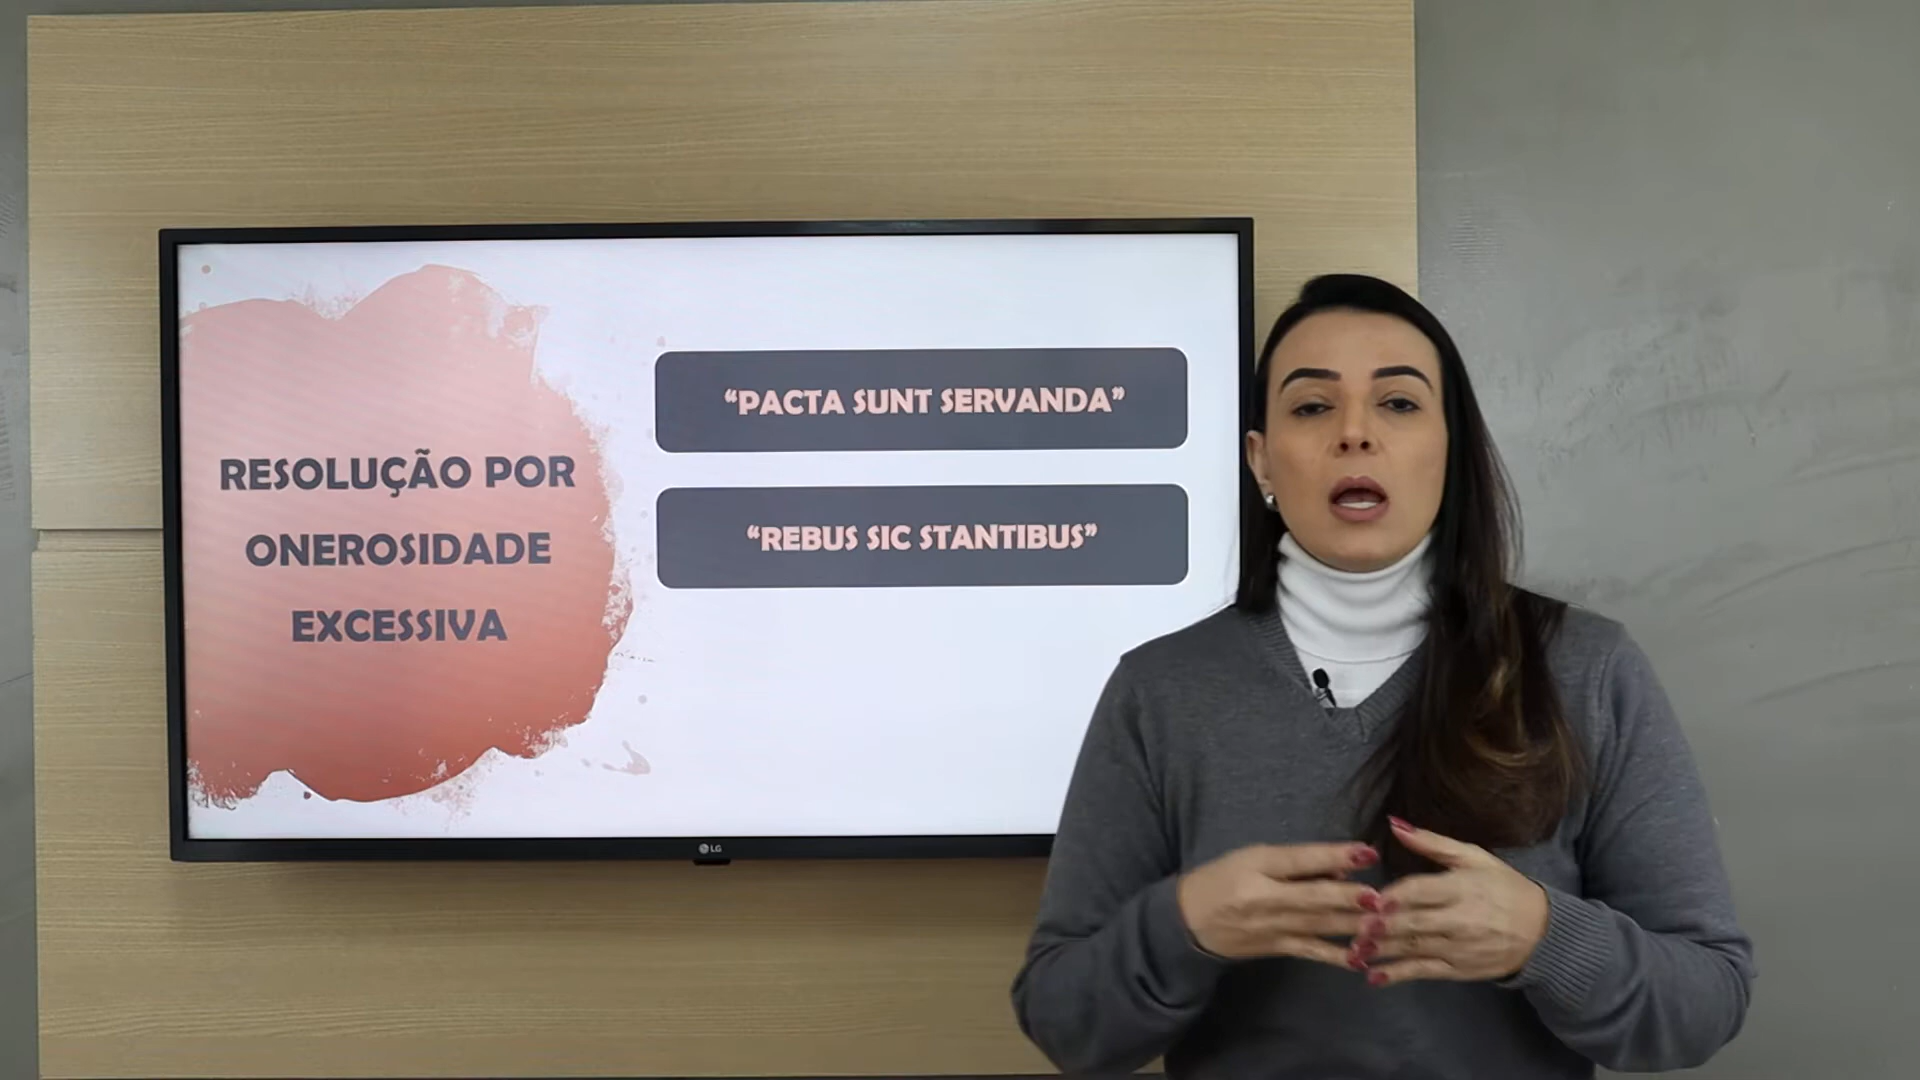 RESOLUÇÃO POR
ONEROSIDADE
EXCESSIVA
“PACTA SUNT SERVANDA”
“REBUS SIC STANTIBUS”
LG